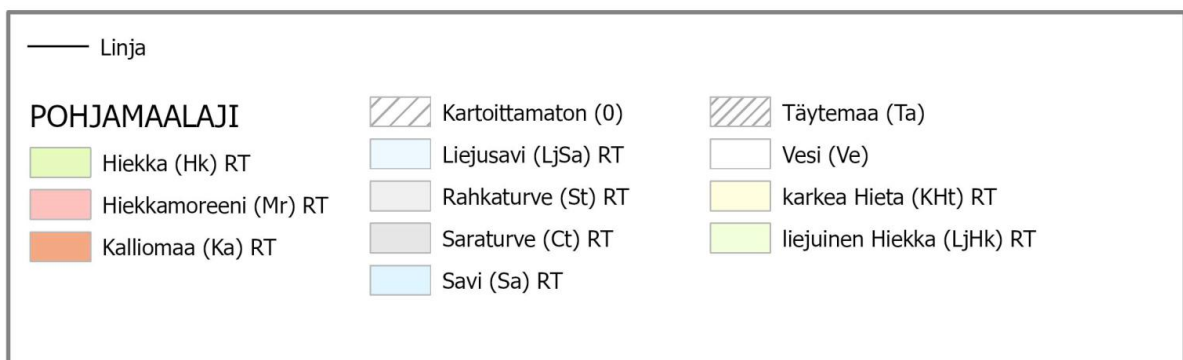 Linja
POHJAMAALAJI
Hiekka (Hk) RT
Hiekkamoreeni (Mr) RT
Kalliomaa (Ka) RT
Kartoittamaton (0)
Liejusavi (LjSa) RT
Rahkaturve (St) RT
Saraturve (Ct) RT
Savi (Sa) RT
Täytemaa (Ta)
Vesi (Ve)
karkea Hieta (KHt) RT
liejuinen Hiekka (LjHk) RT